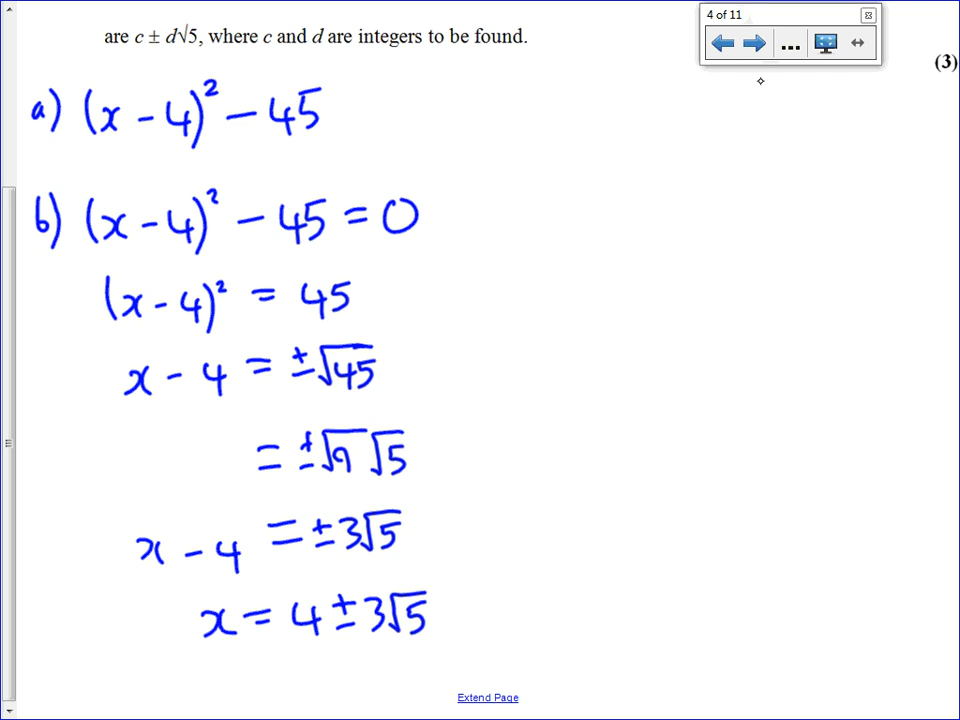 4 of 11
are c ± d√5, where c and d are integers to be found.
(3)
a) (x - 4)² - 45
b) (x - 4)² - 45 = 0
(x - 4)² = 45
x - 4 = ±√45
= ±√9 √5
x - 4 = ±3√5
x = 4 ± 3√5
Extend Page